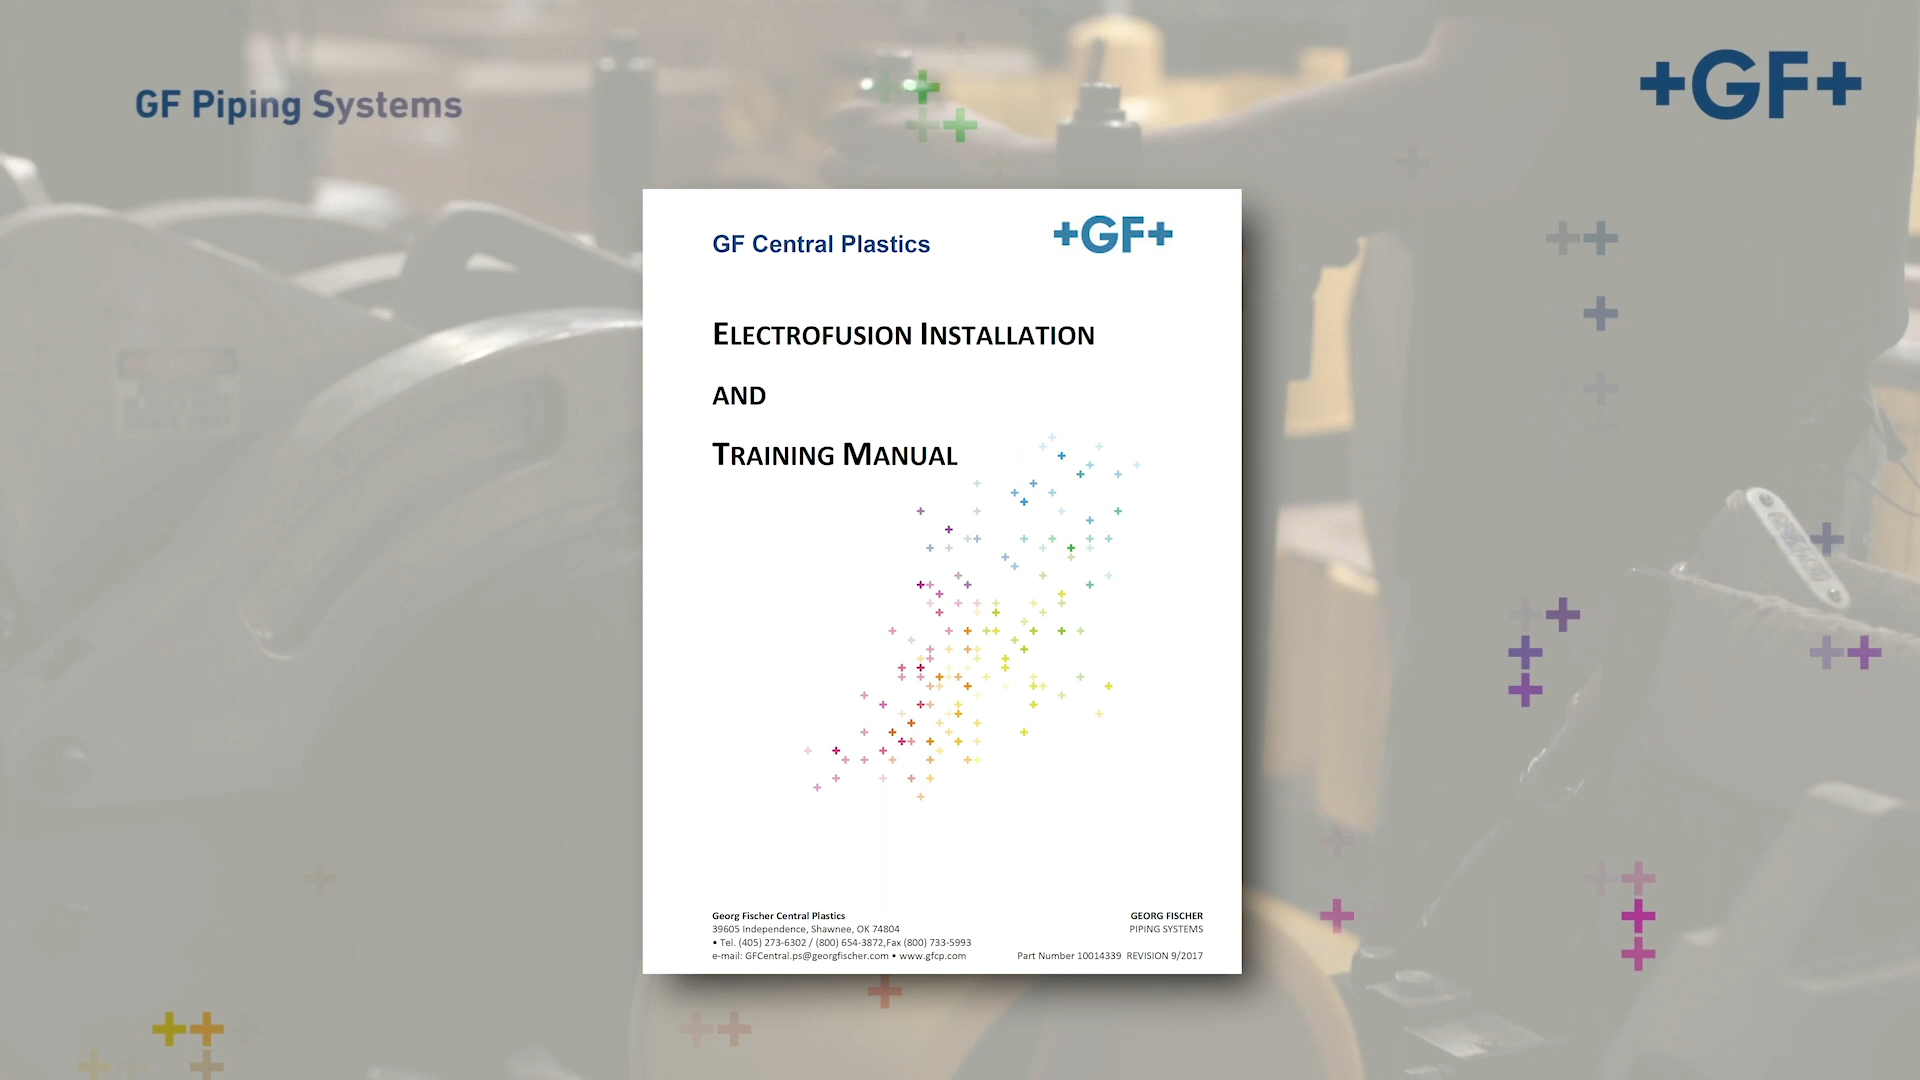 GF Piping Systems
+GF+
GF Central Plastics
+GF+
ELECTROFUSION INSTALLATION
AND
TRAINING MANUAL
Georg Fischer Central Plastics
39605 Independence, Shawnee, OK 74804
• Tel. (405) 273-6302 / (800) 654-3872,Fax (800) 733-5993
e-mail: GFCentral.ps@georgfischer.com • www.gfcp.com
GEORG FISCHER
PIPING SYSTEMS
Part Number 10014339 REVISION 9/2017